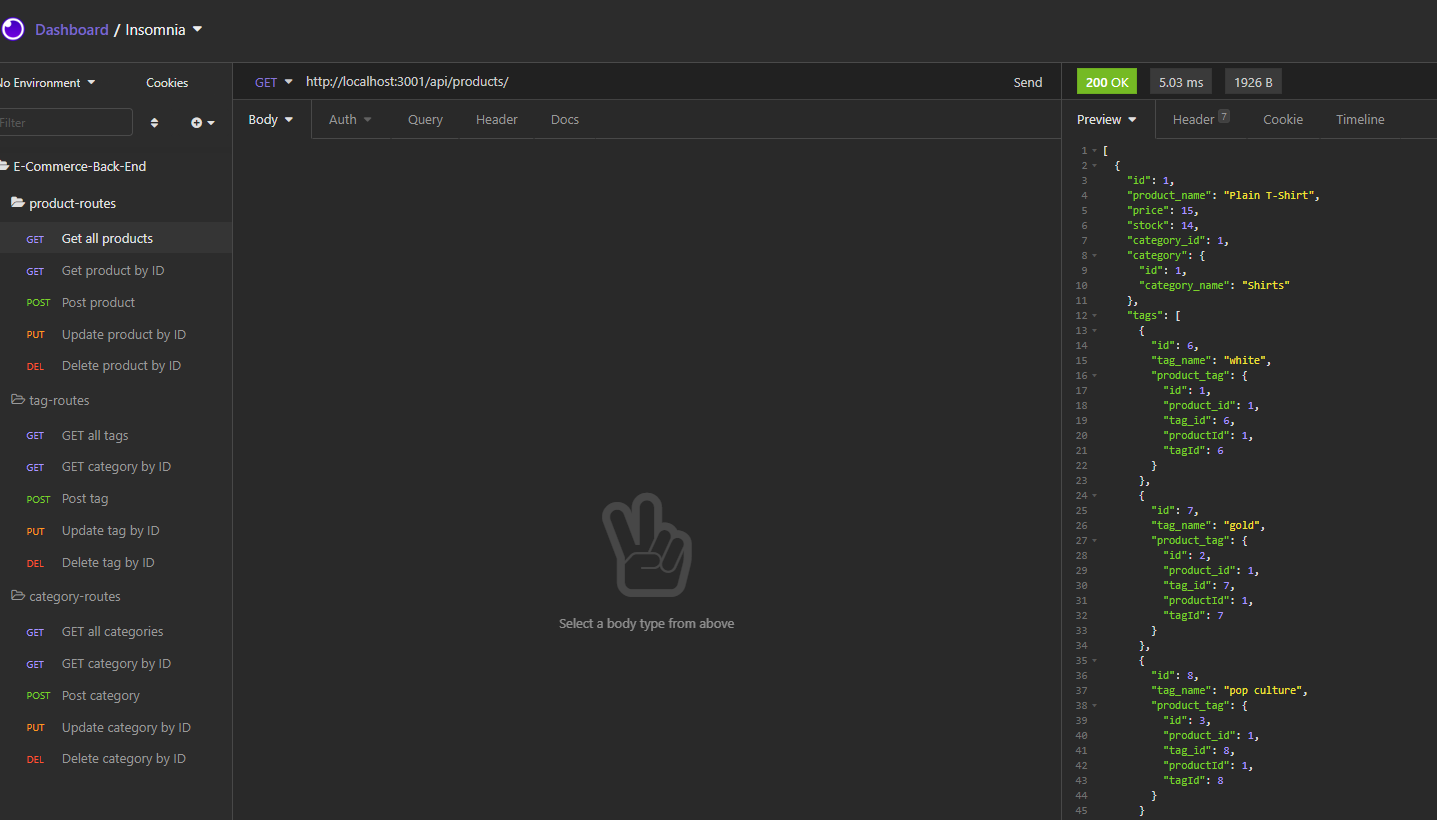 Dashboard / Insomnia
No Environment
Cookies
Filter
E-Commerce-Back-End
product-routes
GET Get all products
GET Get product by ID
POST Post product
PUT Update product by ID
DEL Delete product by ID
tag-routes
GET GET all tags
GET GET category by ID
POST Post tag
PUT Update tag by ID
DEL Delete tag by ID
category-routes
GET GET all categories
GET GET category by ID
POST Post category
PUT Update category by ID
DEL Delete category by ID
GET http://localhost:3001/api/products/ Send
Body Auth Query Header Docs
Select a body type from above
200 OK 5.03 ms 1926 B
Preview Header 7 Cookie Timeline
1 [
2 {
3 "id": 1,
4 "product_name": "Plain T-Shirt",
5 "price": 15,
6 "stock": 14,
7 "category_id": 1,
8 "category": {
9 "id": 1,
10 "category_name": "Shirts"
11 },
12 "tags": [
13 {
14 "id": 6,
15 "tag_name": "white",
16 "product_tag": {
17 "id": 1,
18 "product_id": 1,
19 "tag_id": 6,
20 "productId": 1,
21 "tagId": 6
22 }
23 },
24 {
25 "id": 7,
26 "tag_name": "gold",
27 "product_tag": {
28 "id": 2,
29 "product_id": 1,
30 "tag_id": 7,
31 "productId": 1,
32 "tagId": 7
33 }
34 },
35 {
36 "id": 8,
37 "tag_name": "pop culture",
38 "product_tag": {
39 "id": 3,
40 "product_id": 1,
41 "tag_id": 8,
42 "productId": 1,
43 "tagId": 8
44 }
45 }